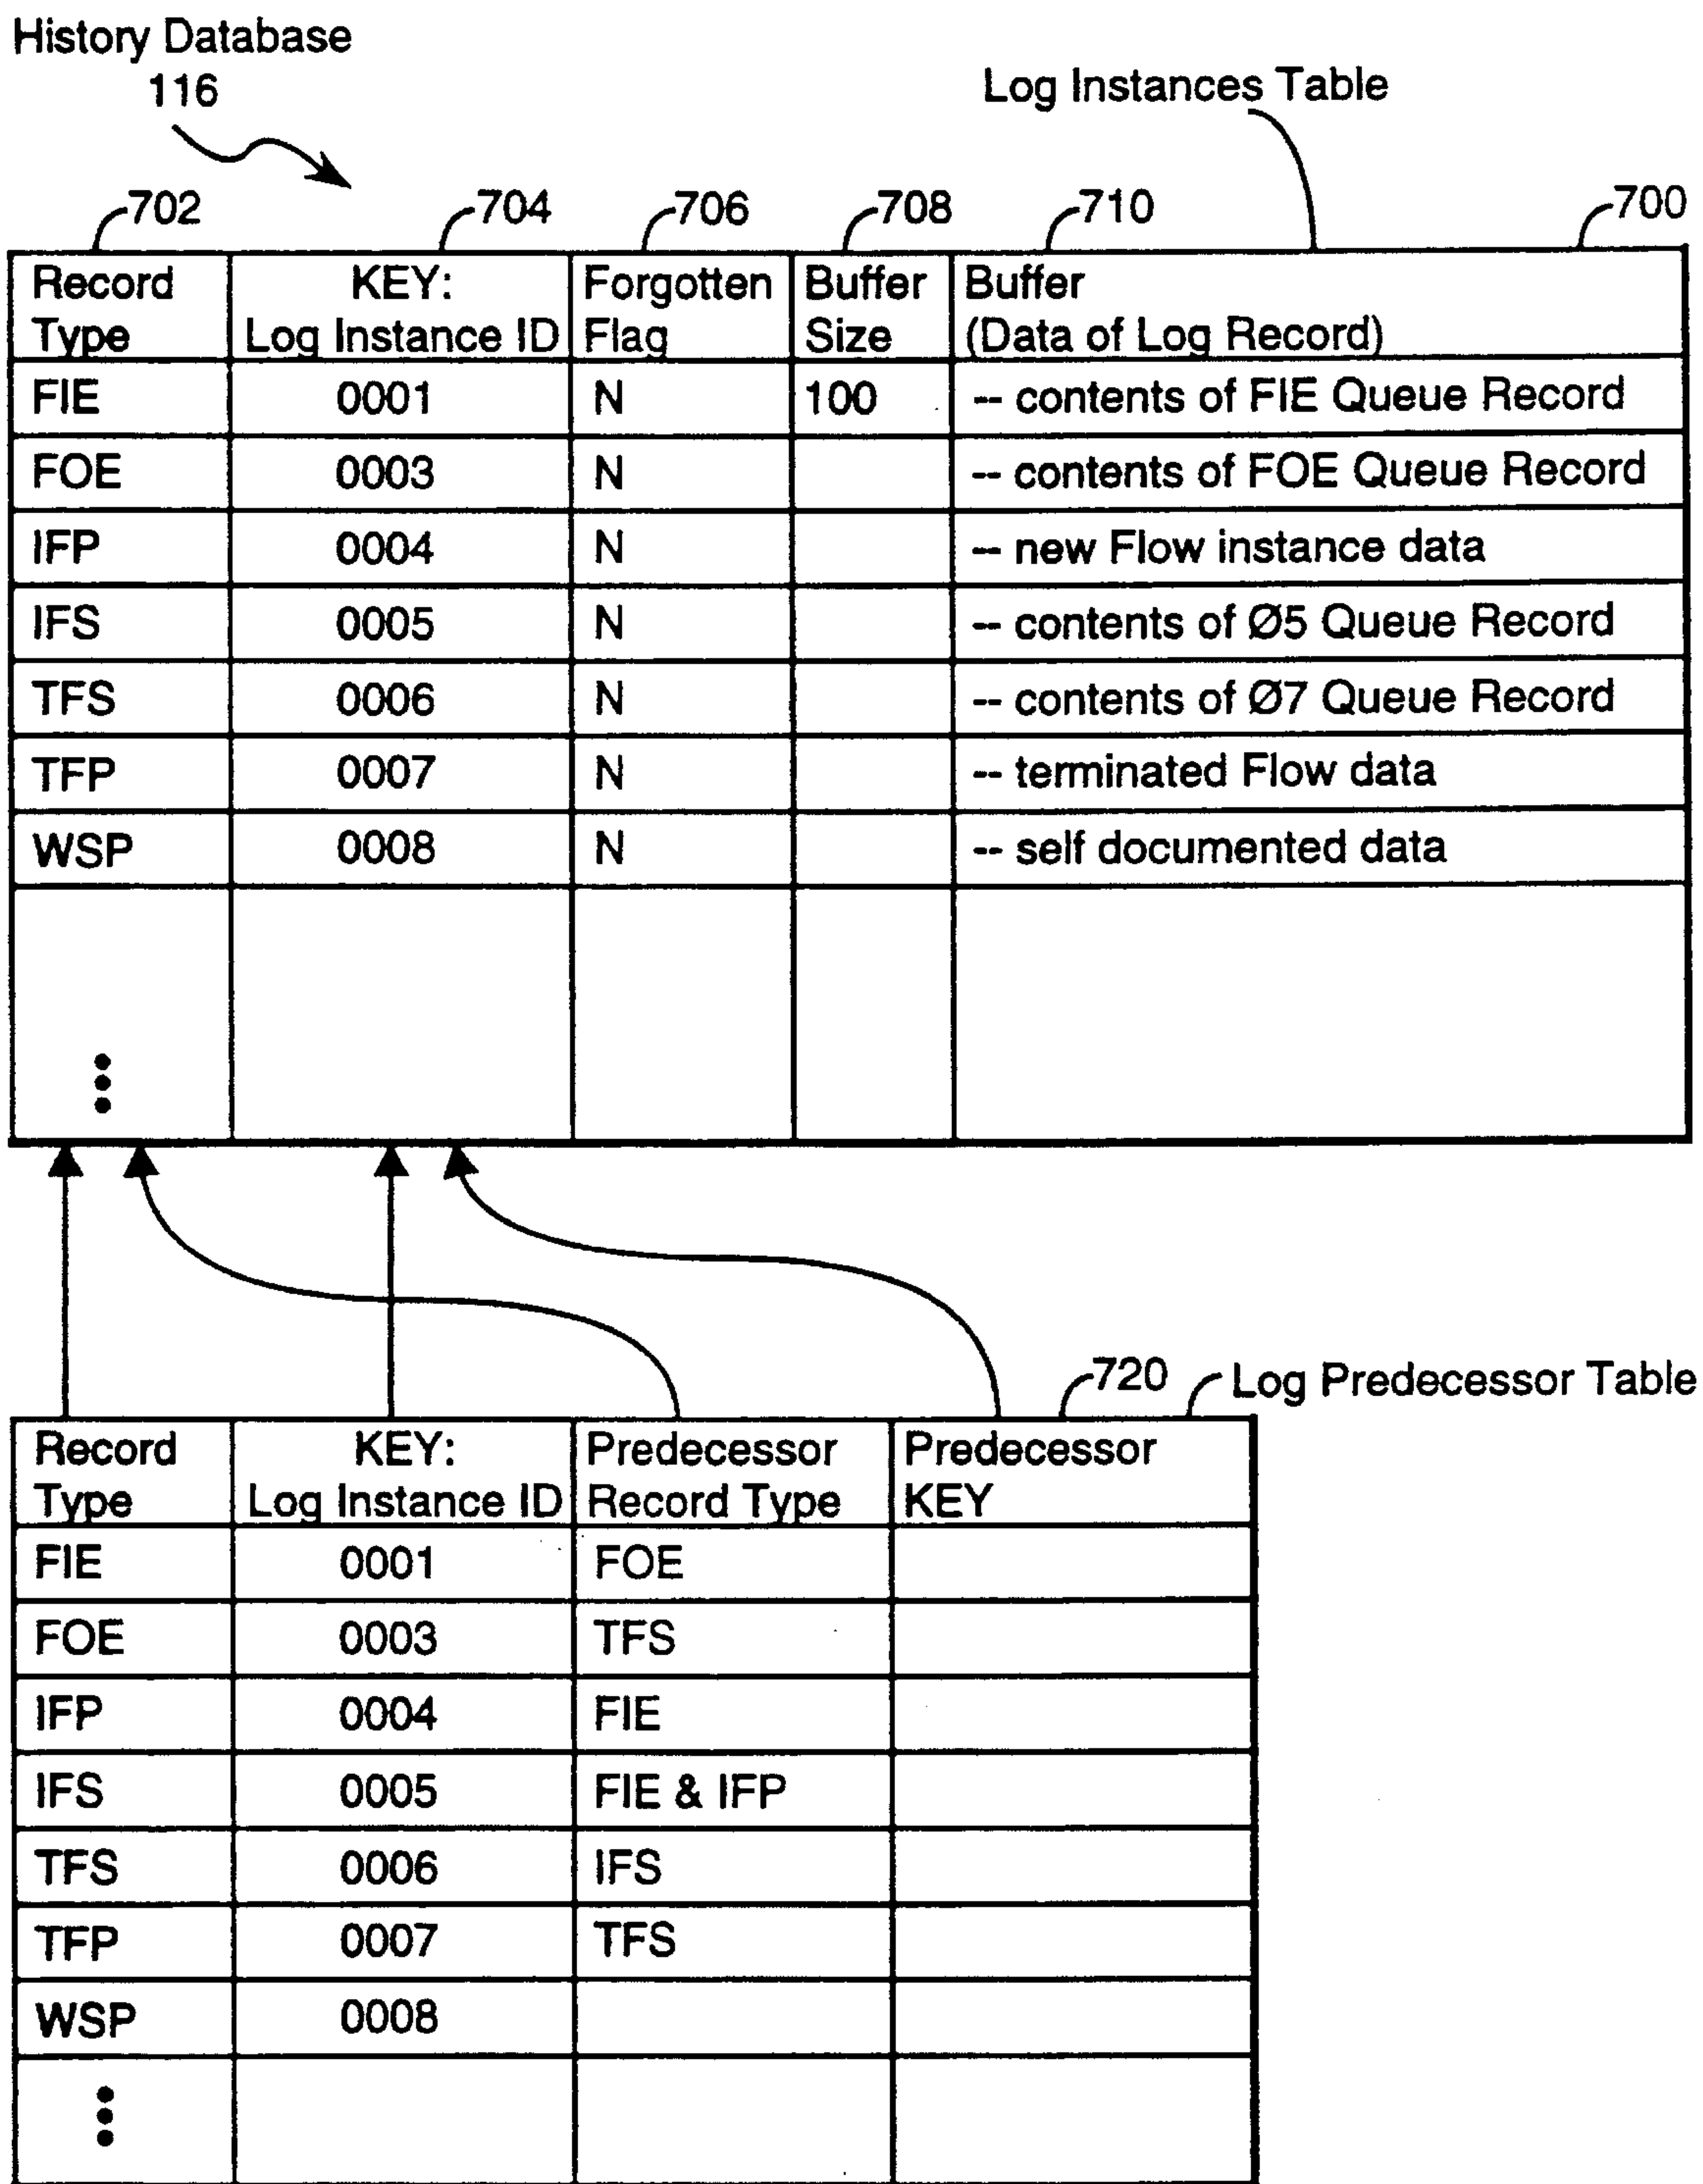 History Database
116
Log Instances Table
702 704 706 708 710 700
Record Type KEY: Log Instance ID Forgotten Flag Buffer Size Buffer (Data of Log Record)
FIE 0001 N 100 -- contents of FIE Queue Record
FOE 0003 N -- contents of FOE Queue Record
IFP 0004 N -- new Flow instance data
IFS 0005 N -- contents of Ø5 Queue Record
TFS 0006 N -- contents of Ø7 Queue Record
TFP 0007 N -- terminated Flow data
WSP 0008 N -- self documented data
720 Log Predecessor Table
Record Type KEY: Log Instance ID Predecessor Record Type Predecessor KEY
FIE 0001 FOE
FOE 0003 TFS
IFP 0004 FIE
IFS 0005 FIE & IFP
TFS 0006 IFS
TFP 0007 TFS
WSP 0008